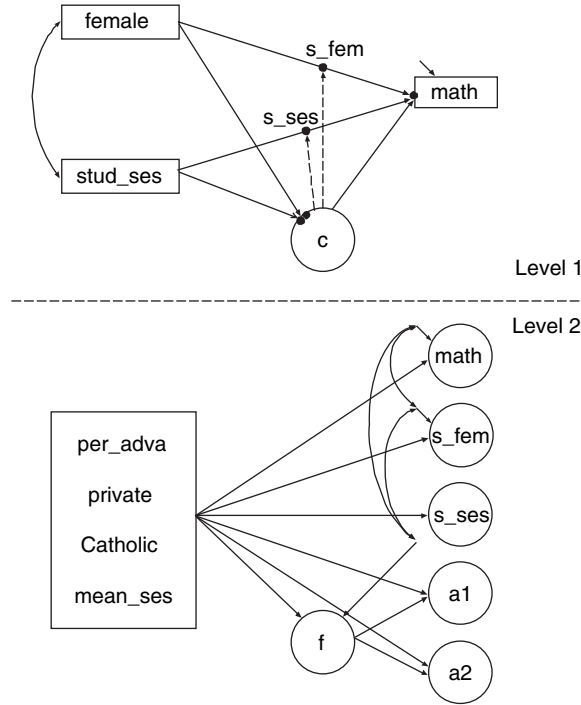 female
s_fem
math
s_ses
stud_ses
c
Level 1
Level 2
math
per_adva
s_fem
private
s_ses
Catholic
mean_ses
a1
f
a2